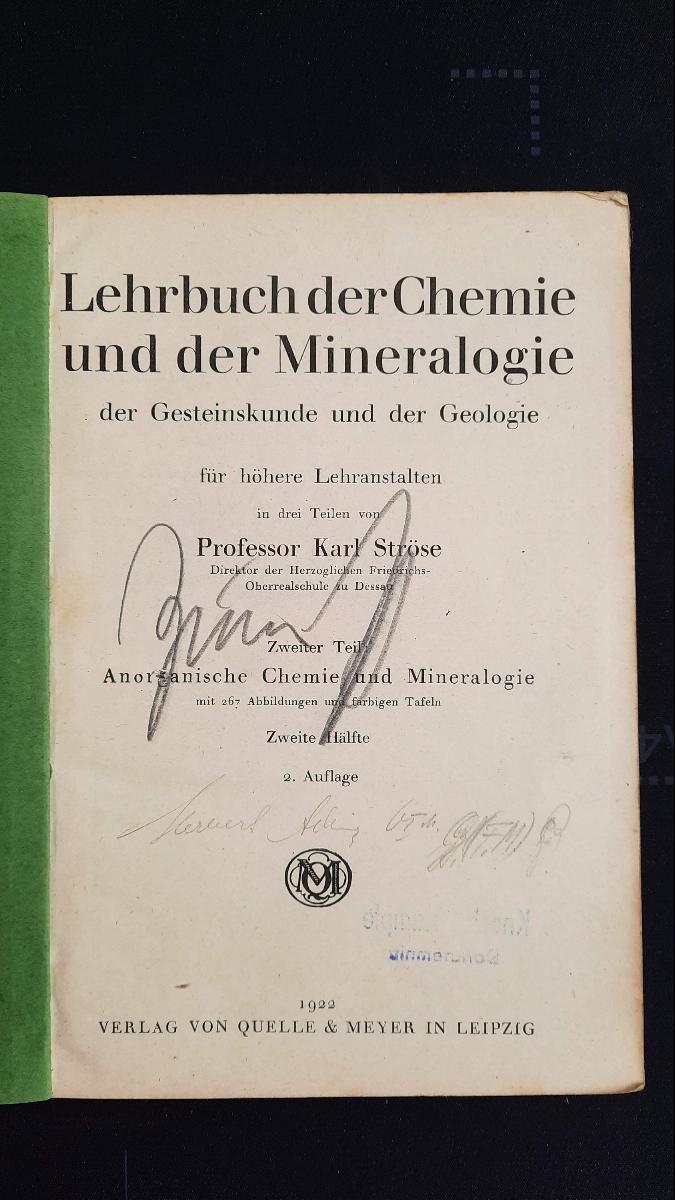 Lehrbuch der Chemie
und der Mineralogie
der Gesteinskunde und der Geologie
für höhere Lehranstalten
in drei Teilen von
Professor Karl Ströse
Direktor der Herzoglichen Friedrichs-
Oberrealschule zu Dessau
Zweiter Teil:
Anorganische Chemie und Mineralogie
mit 267 Abbildungen und farbigen Tafeln
Zweite Hälfte
2. Auflage
1922
VERLAG VON QUELLE & MEYER IN LEIPZIG